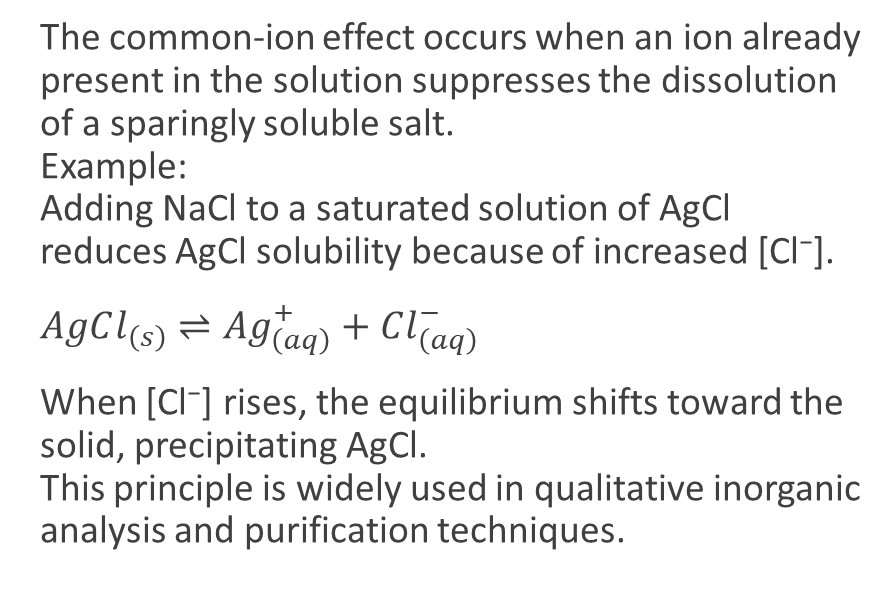 The common-ion effect occurs when an ion already
present in the solution suppresses the dissolution
of a sparingly soluble salt.
Example:
Adding NaCl to a saturated solution of AgCl
reduces AgCl solubility because of increased [Cl⁻].
AgCl₍s₎ ⇌ Ag⁺₍aq₎ + Cl⁻₍aq₎
When [Cl⁻] rises, the equilibrium shifts toward the
solid, precipitating AgCl.
This principle is widely used in qualitative inorganic
analysis and purification techniques.